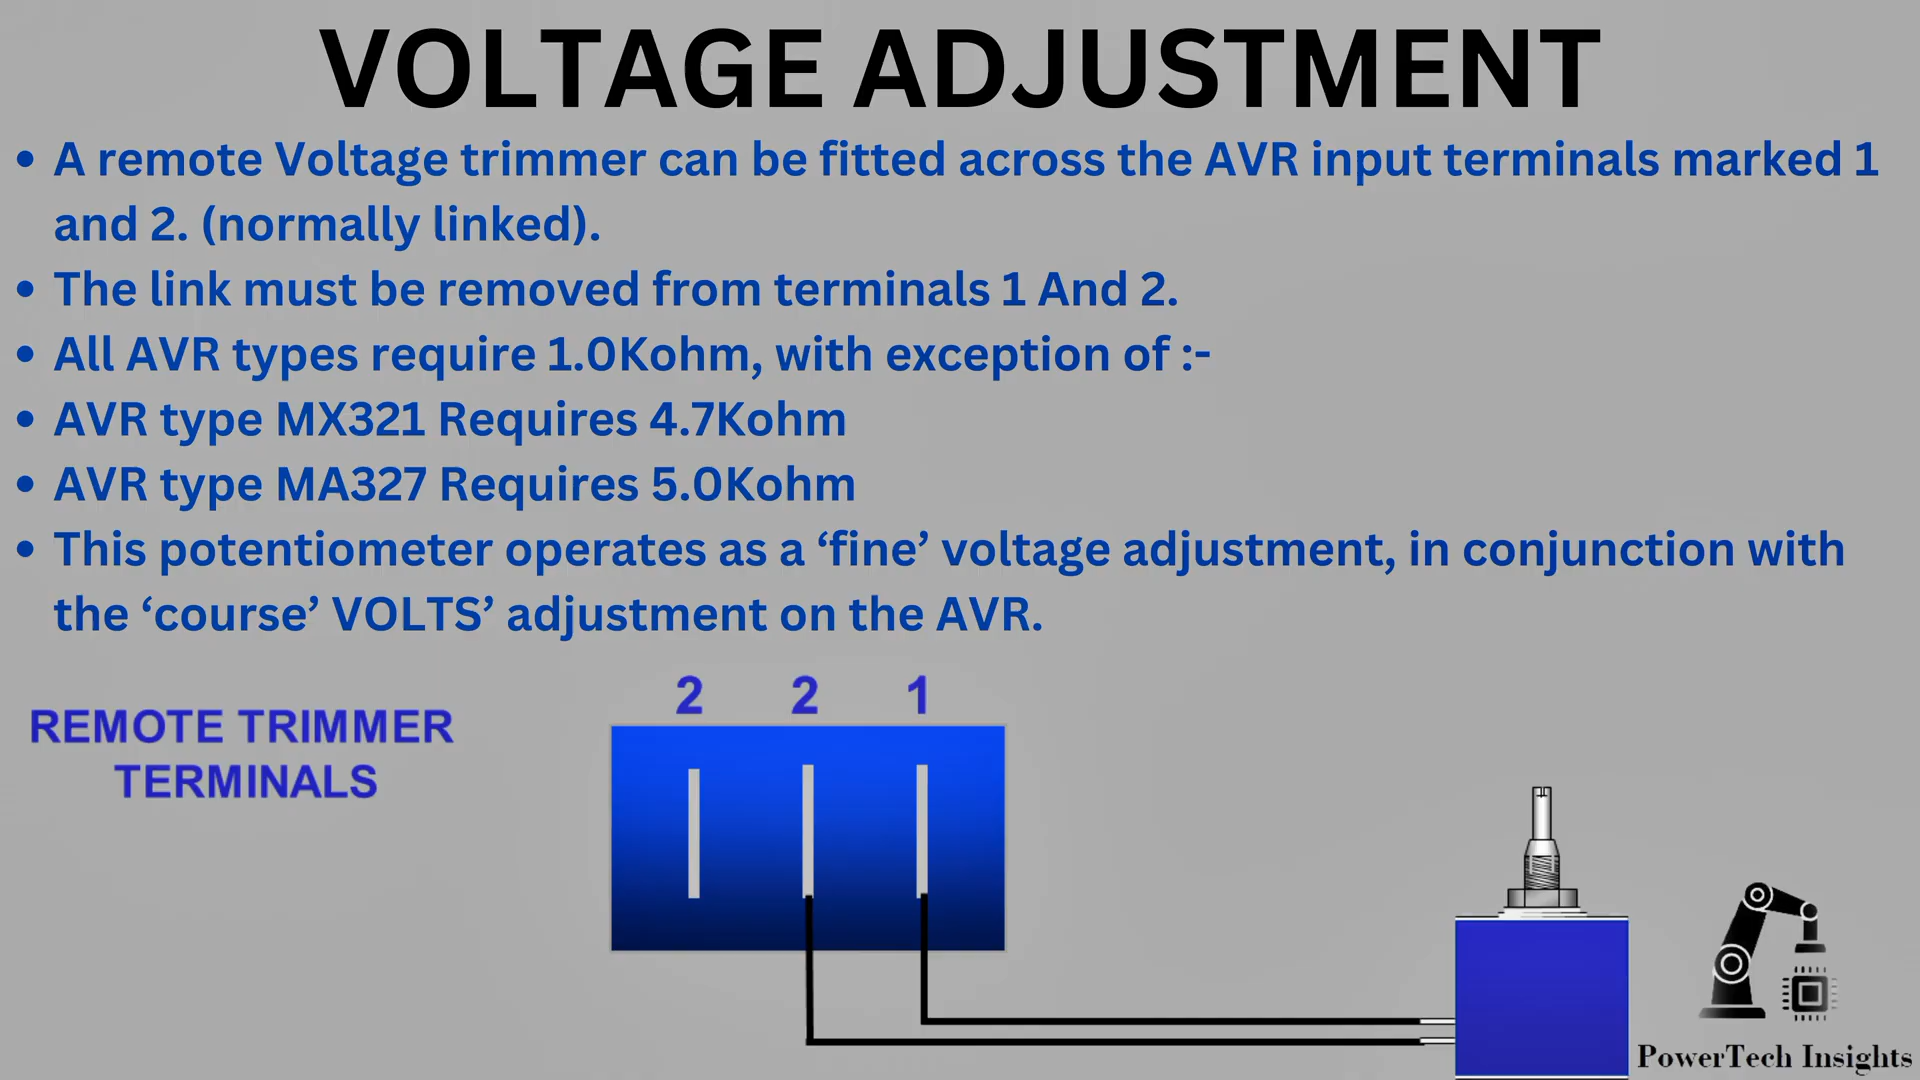 VOLTAGE ADJUSTMENT
• A remote Voltage trimmer can be fitted across the AVR input terminals marked 1
and 2. (normally linked).
• The link must be removed from terminals 1 And 2.
• All AVR types require 1.0Kohm, with exception of :-
• AVR type MX321 Requires 4.7Kohm
• AVR type MA327 Requires 5.0Kohm
• This potentiometer operates as a ‘fine’ voltage adjustment, in conjunction with
the ‘course’ VOLTS’ adjustment on the AVR.
2 2 1
REMOTE TRIMMER
TERMINALS
PowerTech Insights